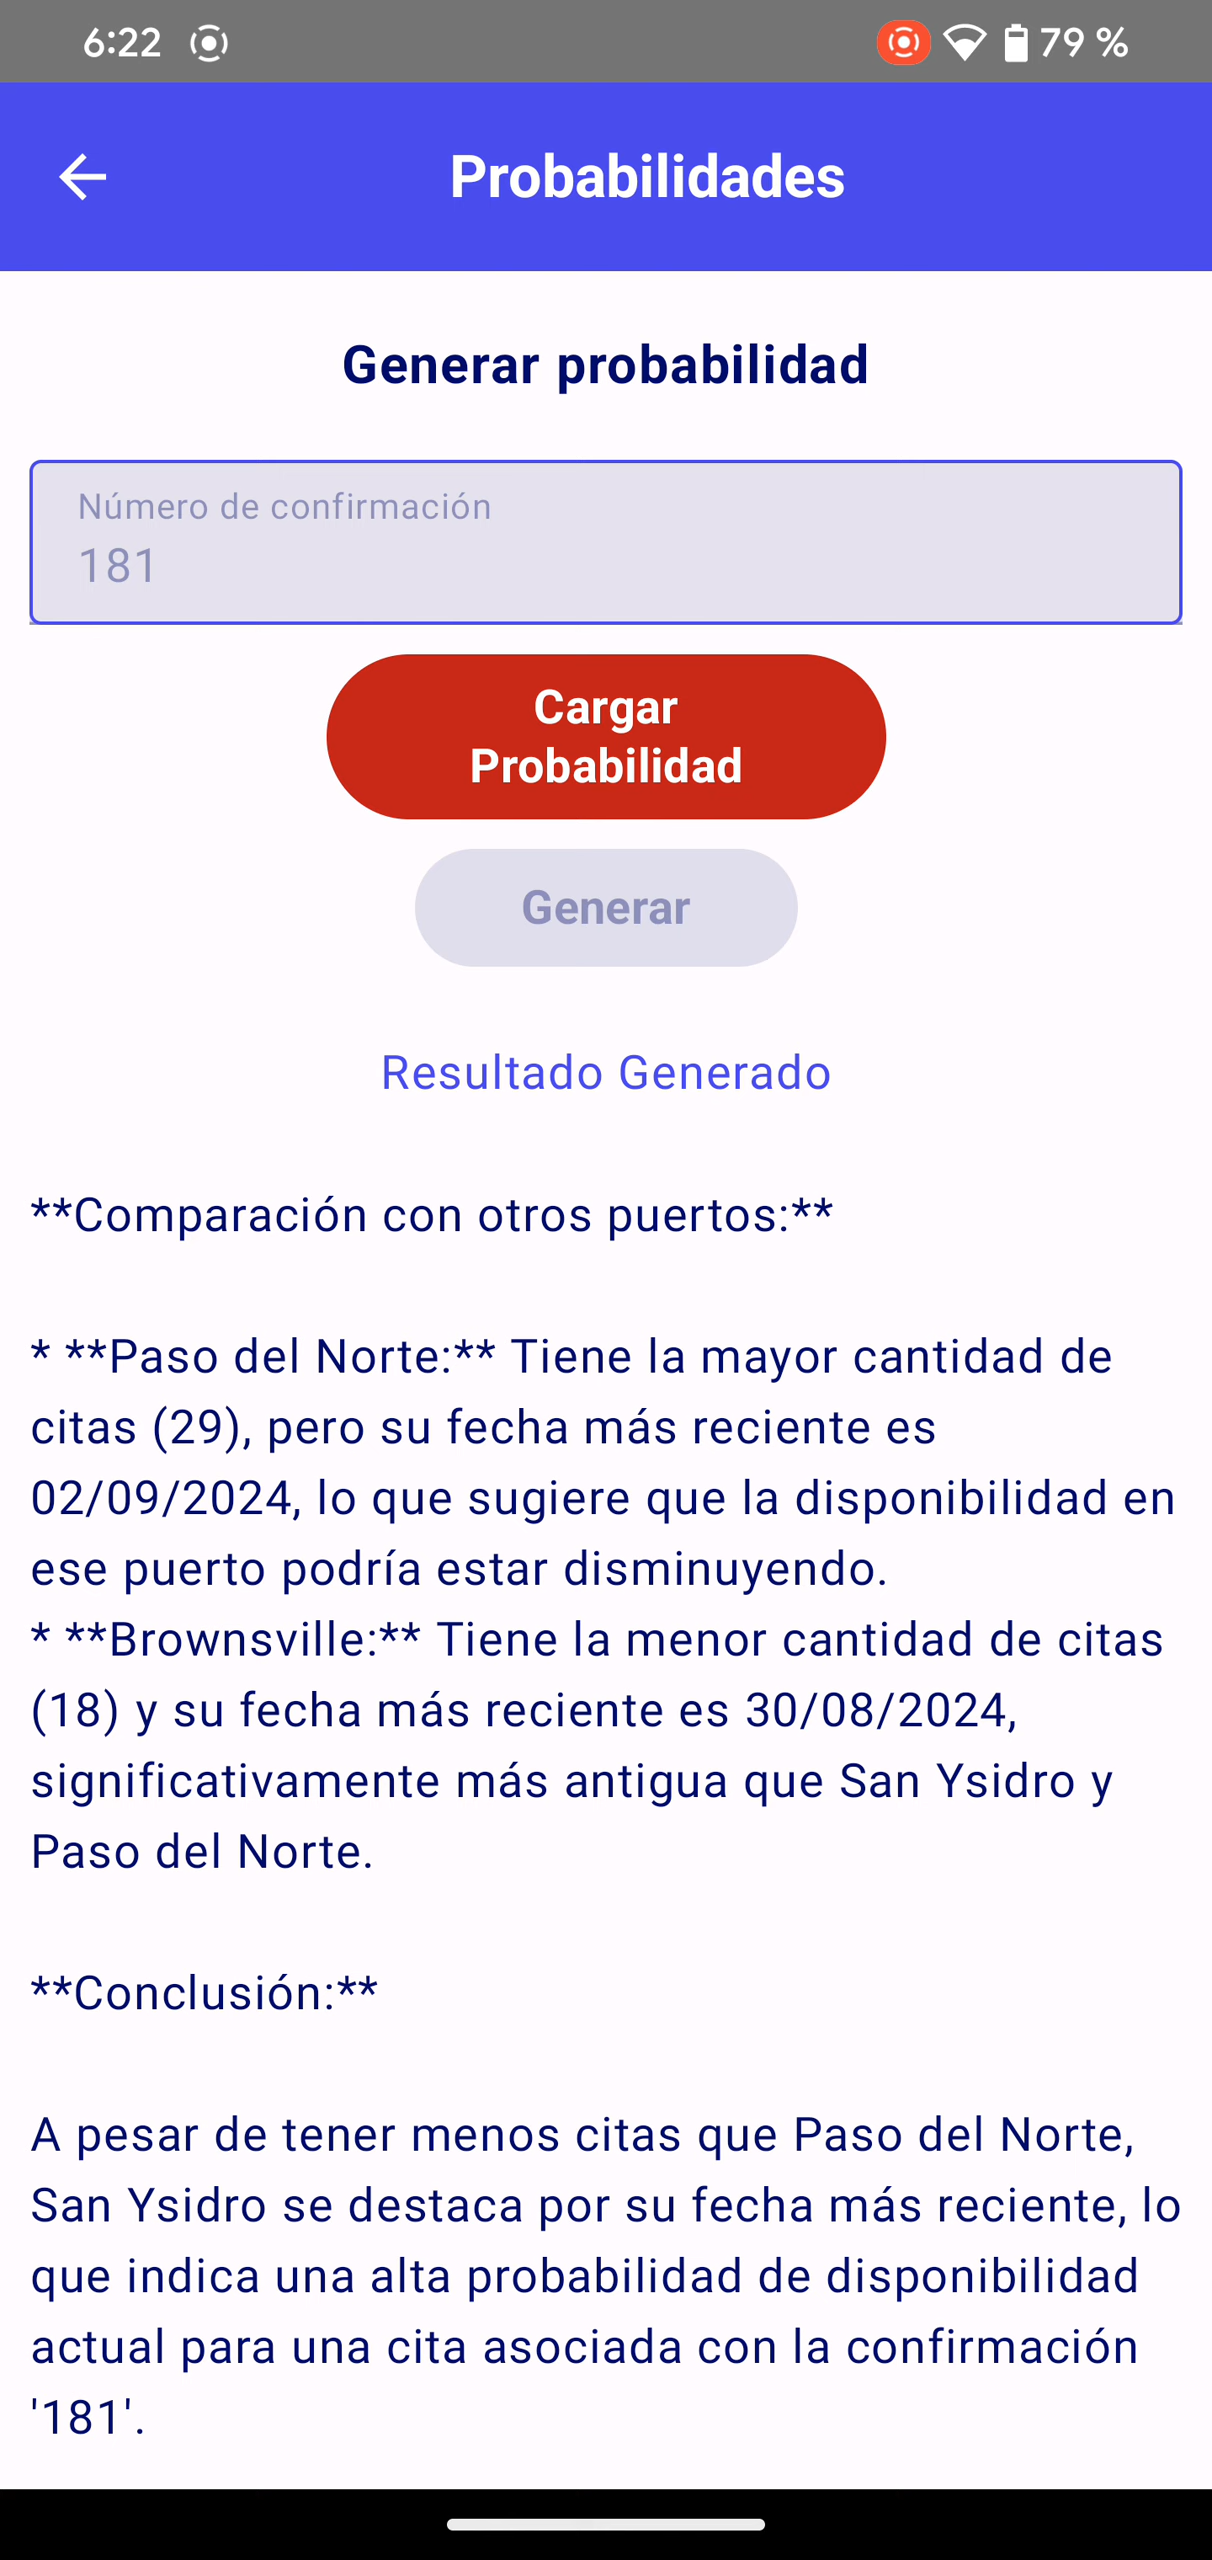 6:22
79 %
Probabilidades
Generar probabilidad
Número de confirmación
181
Cargar
Probabilidad
Generar
Resultado Generado
**Comparación con otros puertos:**
* **Paso del Norte:** Tiene la mayor cantidad de
citas (29), pero su fecha más reciente es
02/09/2024, lo que sugiere que la disponibilidad en
ese puerto podría estar disminuyendo.
* **Brownsville:** Tiene la menor cantidad de citas
(18) y su fecha más reciente es 30/08/2024,
significativamente más antigua que San Ysidro y
Paso del Norte.
**Conclusión:**
A pesar de tener menos citas que Paso del Norte,
San Ysidro se destaca por su fecha más reciente, lo
que indica una alta probabilidad de disponibilidad
actual para una cita asociada con la confirmación
'181'.